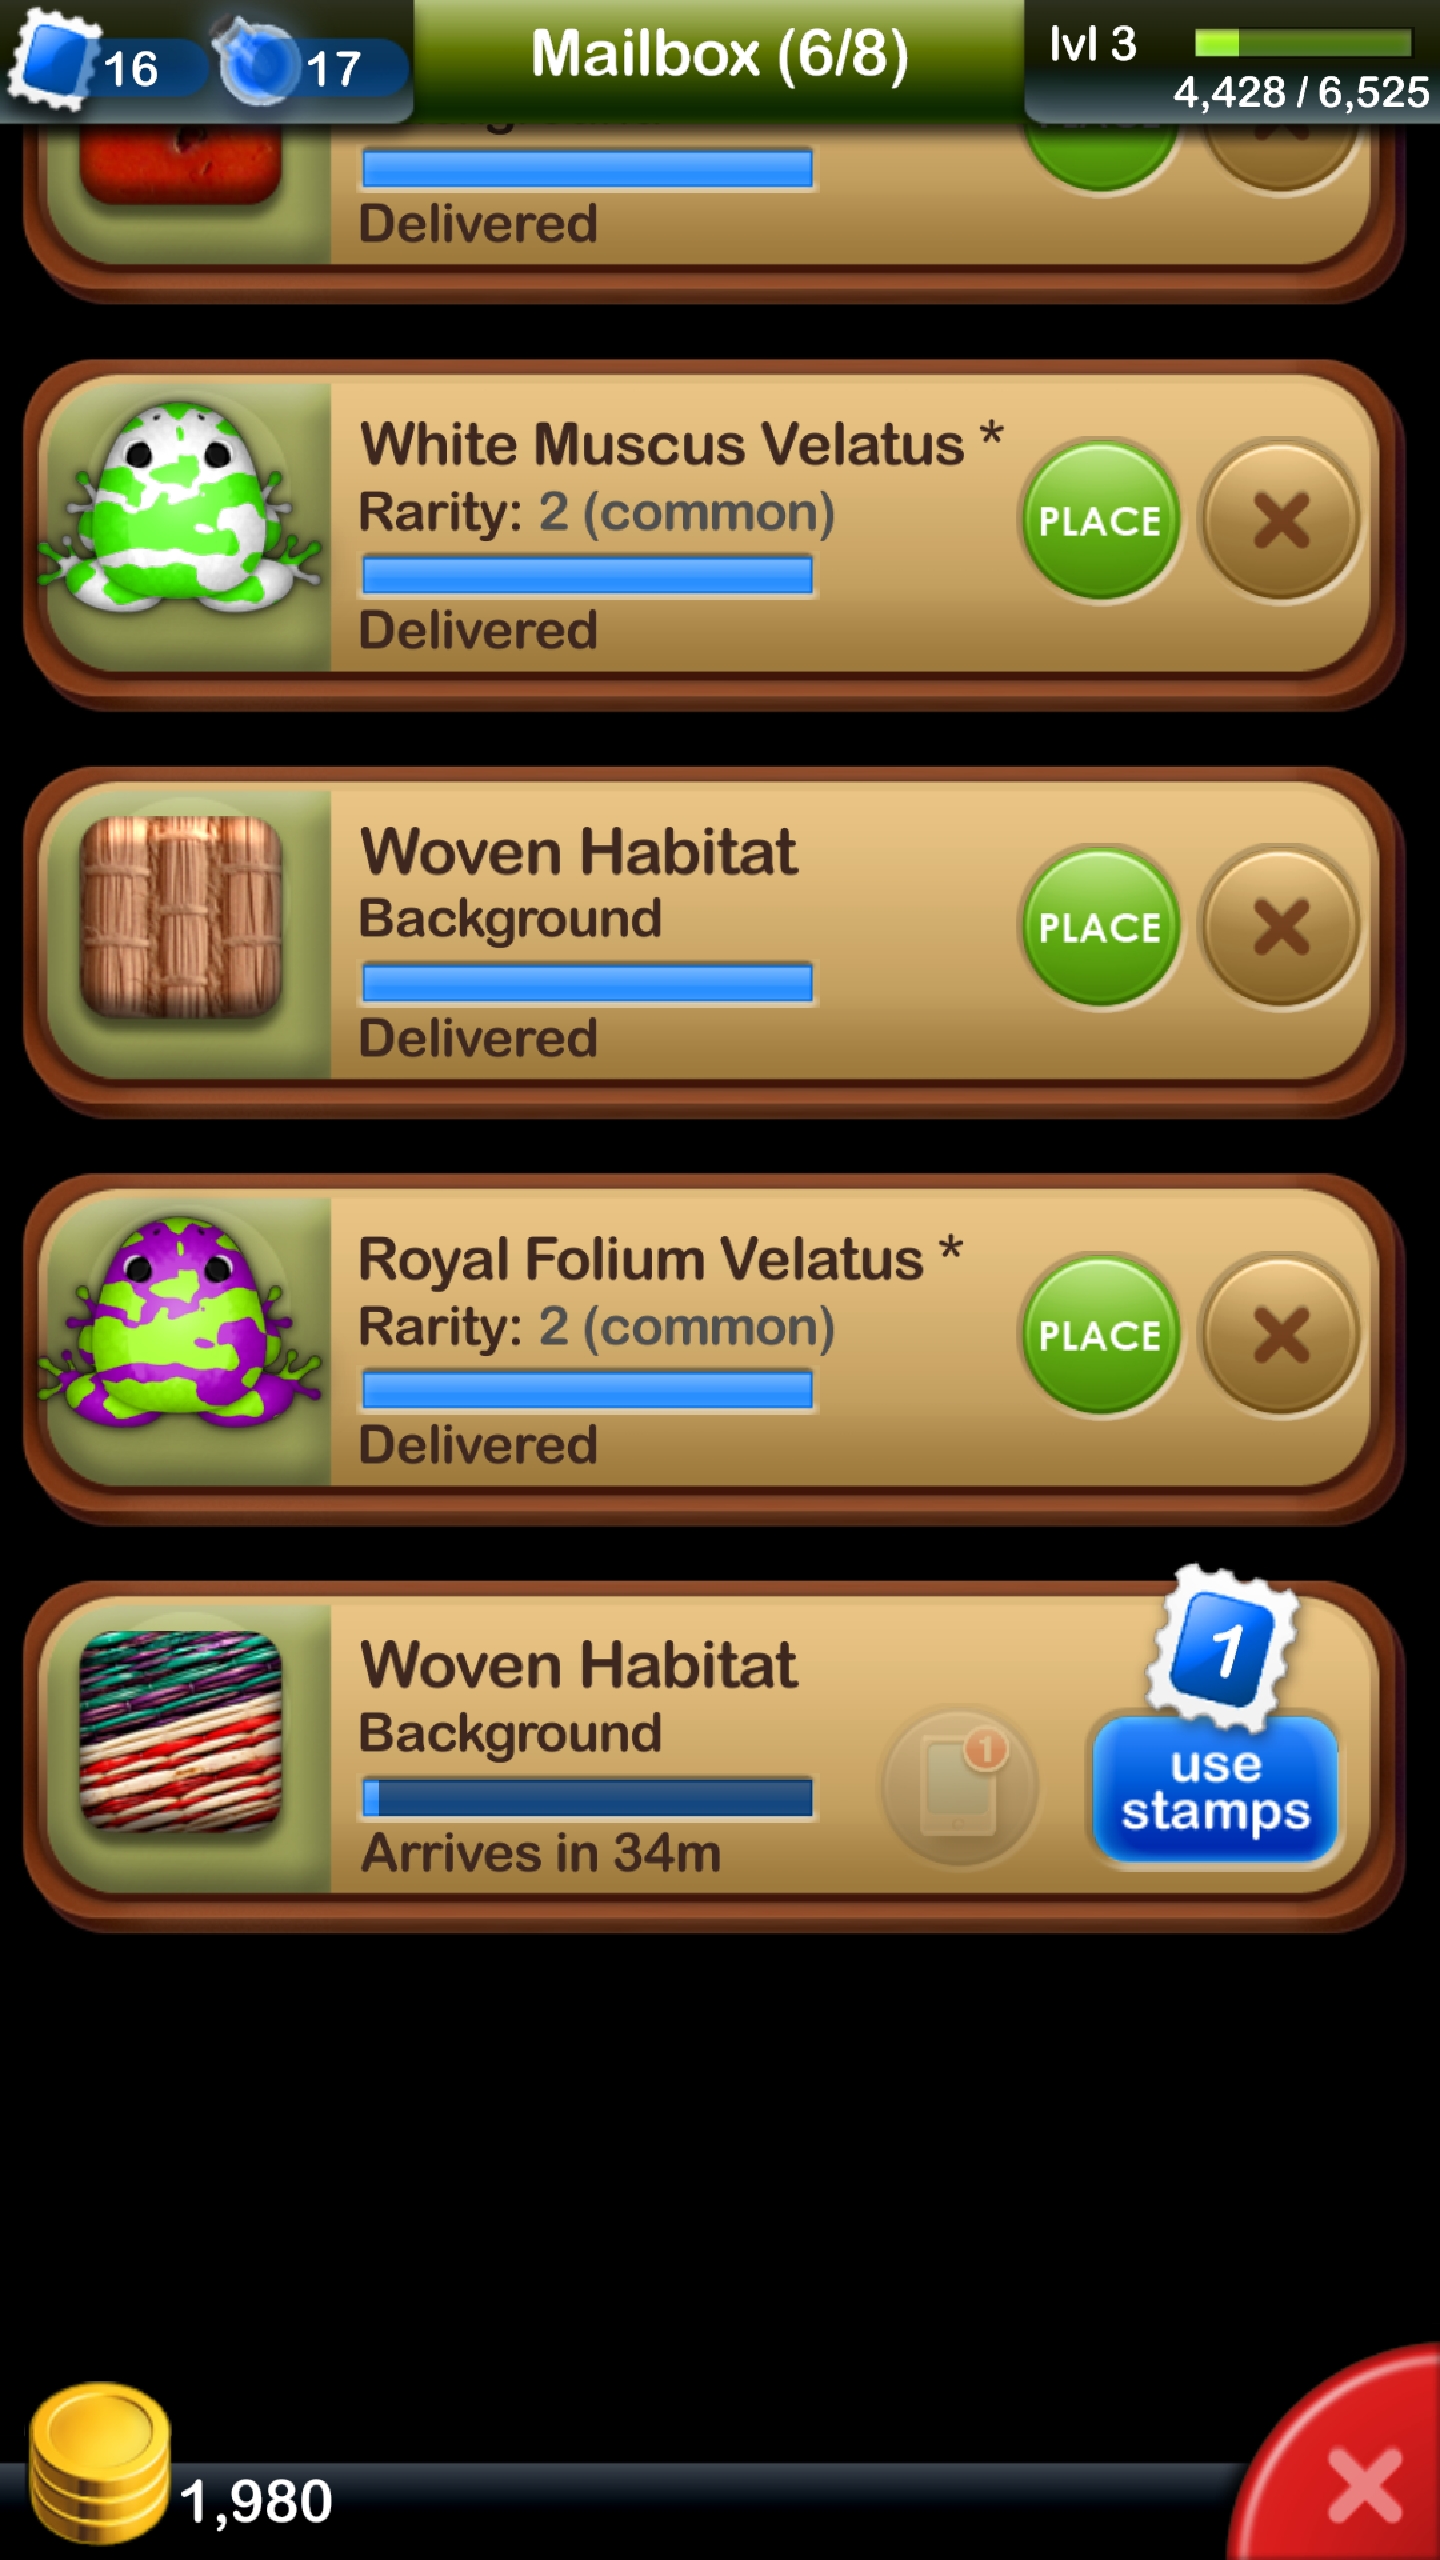 16
17
Mailbox (6/8)
lvl 3
4,428 / 6,525
Delivered
White Muscus Velatus *
Rarity: 2 (common)
Delivered
PLACE
Woven Habitat
Background
Delivered
PLACE
Royal Folium Velatus *
Rarity: 2 (common)
Delivered
PLACE
Woven Habitat
Background
Arrives in 34m
1
1
use
stamps
1,980